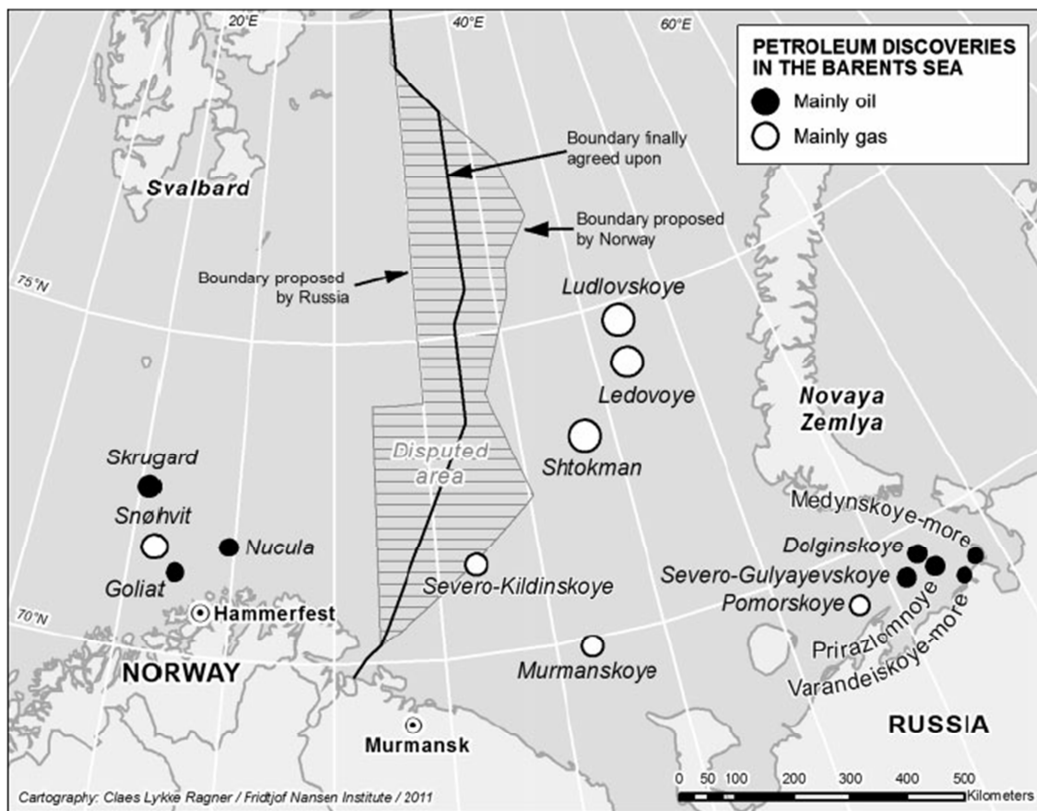 20°E
40°E
60°E
PETROLEUM DISCOVERIES
IN THE BARENTS SEA
Mainly oil
Mainly gas
Boundary finally
agreed upon
Svalbard
Boundary proposed
by Norway
Boundary proposed
by Russia
75°N
Ludlovskoye
Ledovoye
Novaya
Zemlya
Shtokman
Disputed
area
Skrugard
Snøhvit
Nucula
Goliat
Hammerfest
Severo-Kildinskoye
Medynskoye-more
Dolginskoye
Severo-Gulyayevskoye
Pomorskoye
Prirazlomnoye
Varandeiskoye-more
70°N
NORWAY
Murmanskoye
Murmansk
RUSSIA
0 50 100 200 300 400 500
Kilometers
Cartography: Claes Lykke Ragner / Fridtjof Nansen Institute / 2011